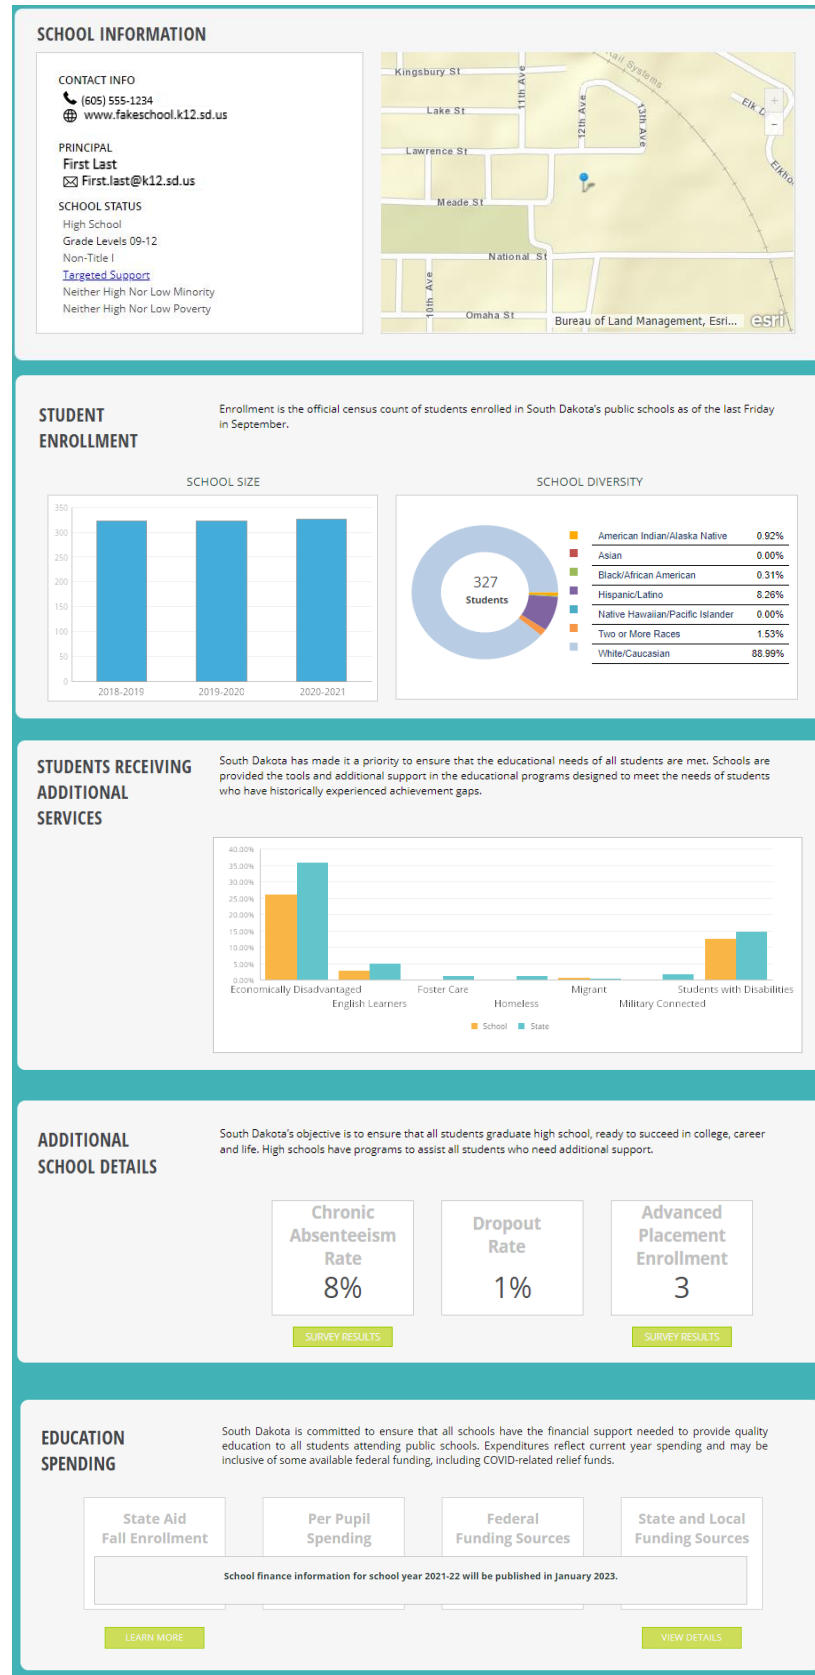 SCHOOL INFORMATION
CONTACT INFO
(605) 555-1234
www.fakeschool.k12.sd.us
PRINCIPAL
First Last
First.last@k12.sd.us
SCHOOL STATUS
High School
Grade Levels 09-12
Non-Title I
Targeted Support
Neither High Nor Low Minority
Neither High Nor Low Poverty
Kingsbury St
11th Ave
Rail Systems
Lake St
12th Ave
13th Ave
+
-
Lawrence St
Meade St
National St
10th Ave
Omaha St
Bureau of Land Management, Esri...
esri
STUDENT
ENROLLMENT
Enrollment is the official census count of students enrolled in South Dakota's public schools as of the last Friday
in September.
SCHOOL SIZE
350
300
250
200
150
100
50
0
2018-2019 2019-2020 2020-2021
SCHOOL DIVERSITY
327
Students
American Indian/Alaska Native 0.92%
Asian 0.00%
Black/African American 0.31%
Hispanic/Latino 8.26%
Native Hawaiian/Pacific Islander 0.00%
Two or More Races 1.53%
White/Caucasian 88.99%
STUDENTS RECEIVING
ADDITIONAL
SERVICES
South Dakota has made it a priority to ensure that the educational needs of all students are met. Schools are
provided the tools and additional support in the educational programs designed to meet the needs of students
who have historically experienced achievement gaps.
40.00%
35.00%
30.00%
25.00%
20.00%
15.00%
10.00%
5.00%
0.00%
Economically Disadvantaged Foster Care Migrant Students with Disabilities
English Learners Homeless Military Connected
School State
ADDITIONAL
SCHOOL DETAILS
South Dakota's objective is to ensure that all students graduate high school, ready to succeed in college, career
and life. High schools have programs to assist all students who need additional support.
Chronic
Absenteeism
Rate
8%
SURVEY RESULTS
Dropout
Rate
1%
Advanced
Placement
Enrollment
3
SURVEY RESULTS
EDUCATION
SPENDING
South Dakota is committed to ensure that all schools have the financial support needed to provide quality
education to all students attending public schools. Expenditures reflect current year spending and may be
inclusive of some available federal funding, including COVID-related relief funds.
State Aid
Fall Enrollment
Per Pupil
Spending
Federal
Funding Sources
State and Local
Funding Sources
School finance information for school year 2021-22 will be published in January 2023.
LEARN MORE
VIEW DETAILS